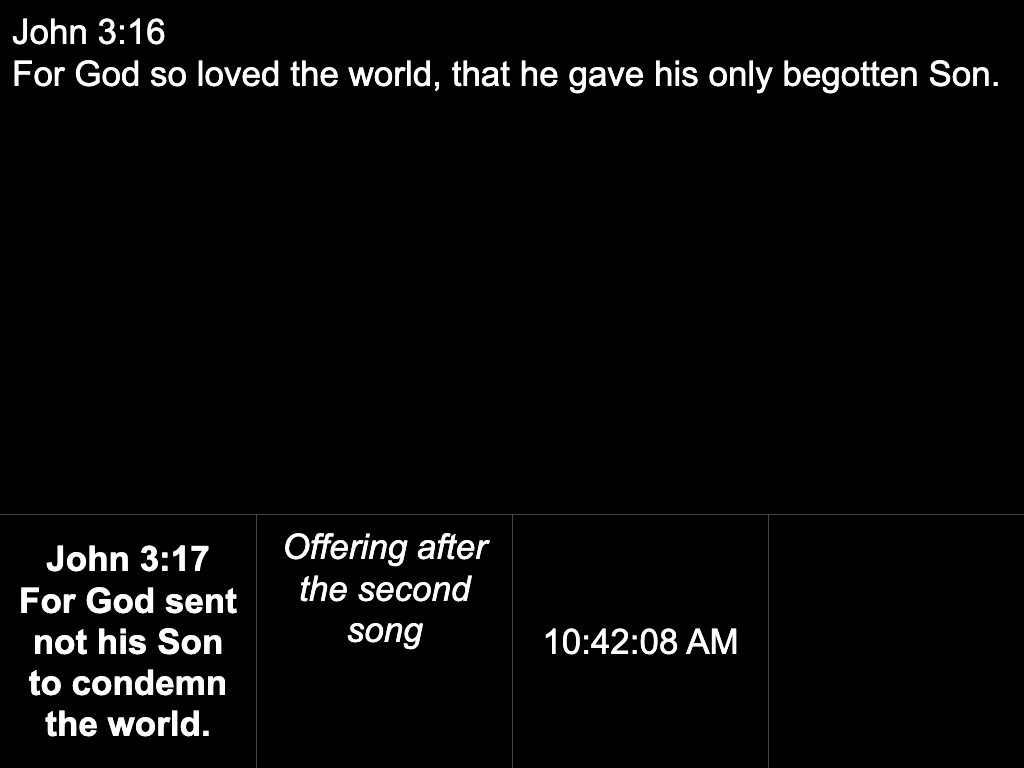 John 3:16
For God so loved the world, that he gave his only begotten Son.
John 3:17
For God sent
not his Son
to condemn
the world.
Offering after
the second
song
10:42:08 AM